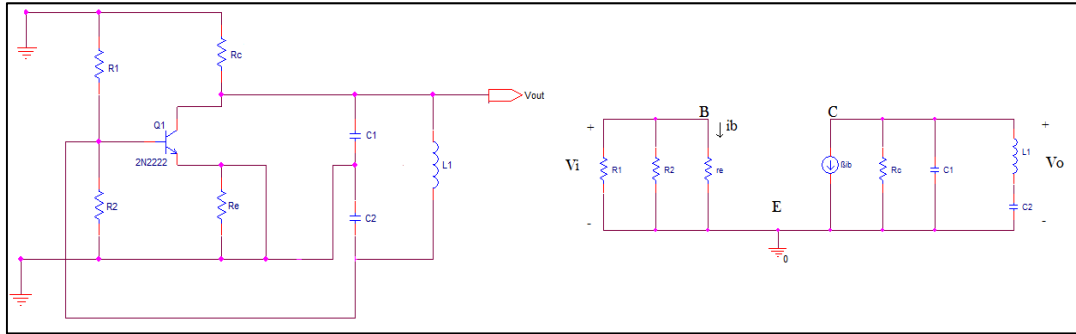 R1
Rc
Vout
Q1
2N2222
C1
L1
R2
Re
C2
+
Vi
-
R1
R2
B
ib
re
E
0
C
βib
Rc
C1
L1
C2
+
Vo
-